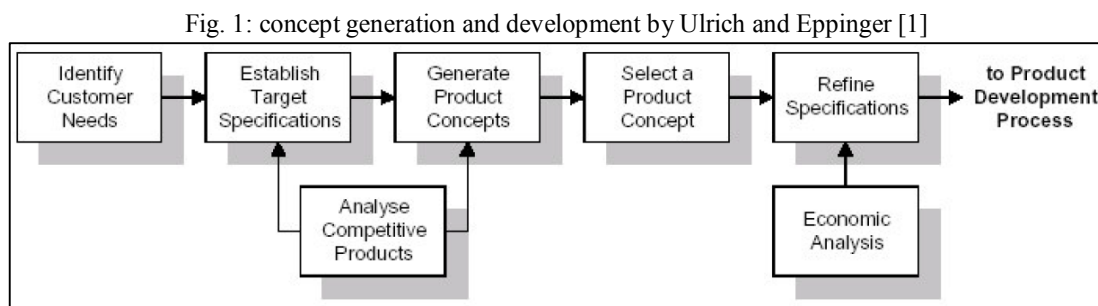 Fig. 1: concept generation and development by Ulrich and Eppinger [1]
Identify
Customer
Needs
Establish
Target
Specifications
Generate
Product
Concepts
Select a
Product
Concept
Refine
Specifications
to Product
Development
Process
Analyse
Competitive
Products
Economic
Analysis